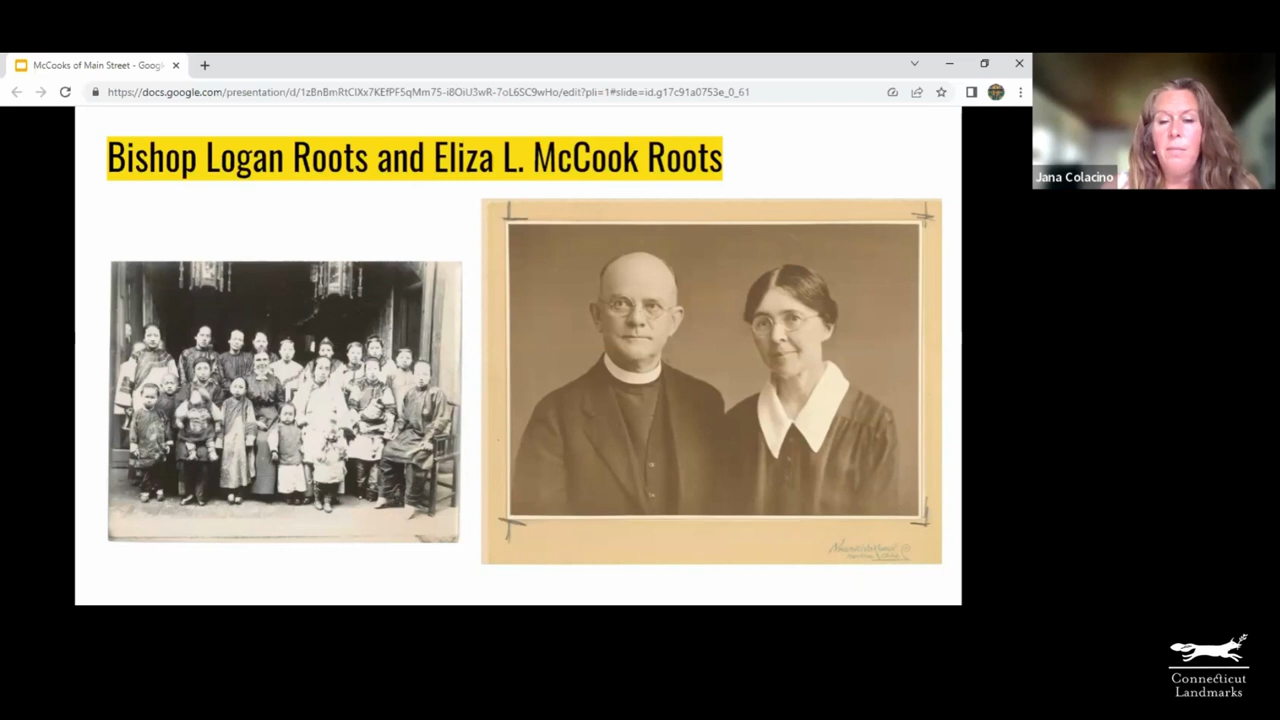 McCooks of Main Street - Googl
https://docs.google.com/presentation/d/1zBnBmRtClXx7KEfPF5qMm75-i8OiU3wR-7oL6SC9wHo/edit?pli=1#slide=id.g17c91a0753e_0_61
Bishop Logan Roots and Eliza L. McCook Roots
Jana Colacino
Connecticut
Landmarks